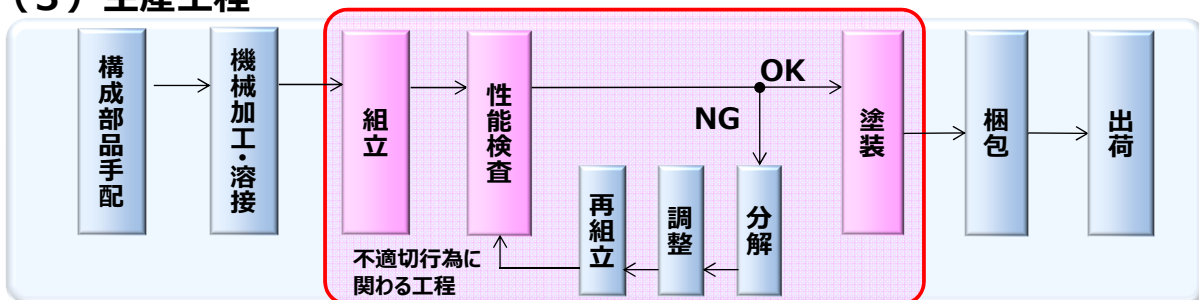 （３）生産工程
構成部品手配
機械加工・溶接
組立
性能検査
OK
NG
塗装
梱包
出荷
再組立
調整
分解
不適切行為に
関わる工程